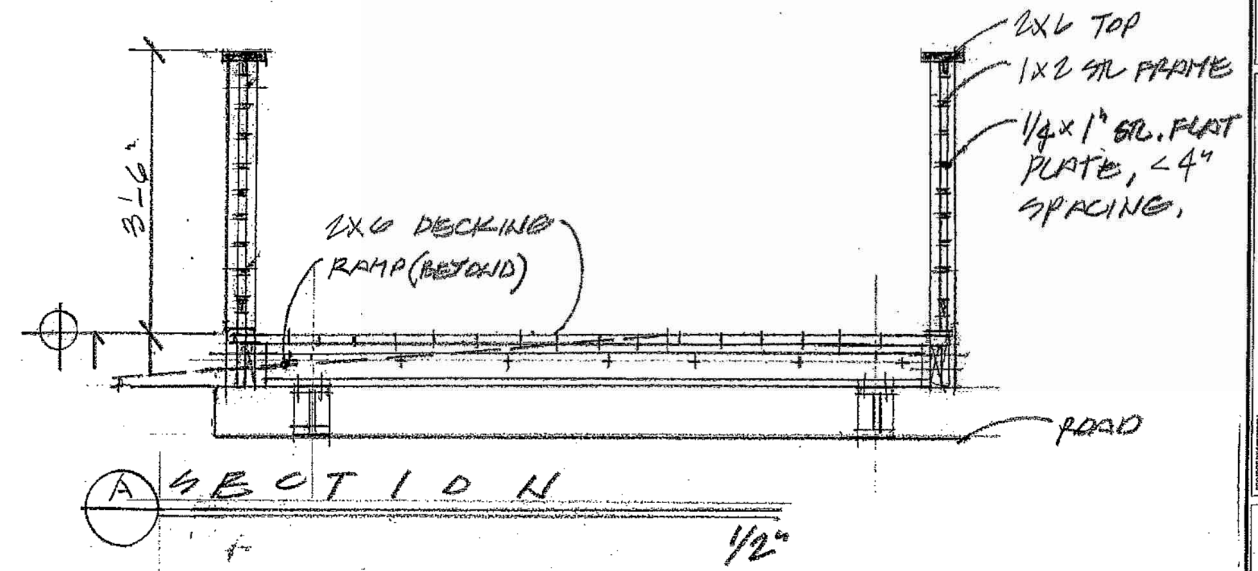 2X6 TOP
1X2 STL FRAME
1/4 x 1" STL. FLAT
PLATE, <4"
SPACING.
3'-6"
2X6 DECKING
RAMP (BEYOND)
ROAD
A SECTION
1/2"